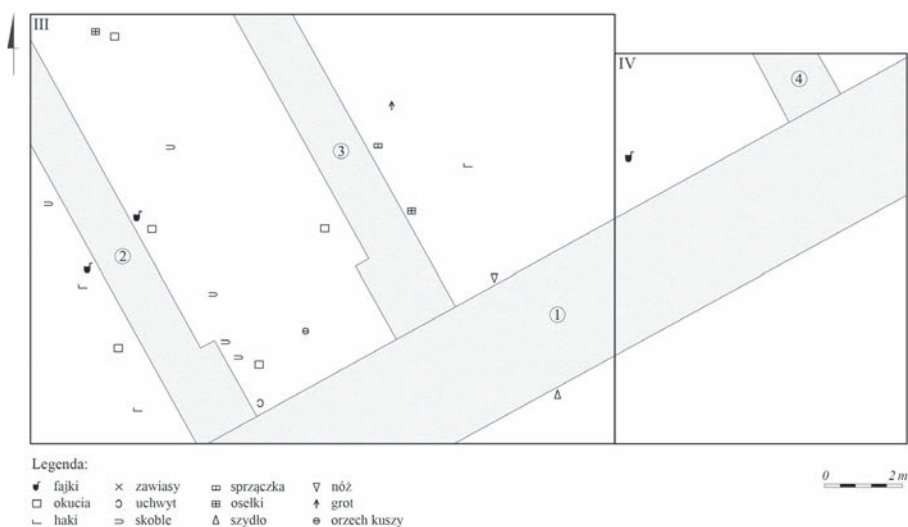 III
IV
④
③
②
①
Legenda:
fajki zawiasy sprzączka nóż
okucia uchwyt osełki grot
haki skoble szydło orzech kuszy
0 2 m